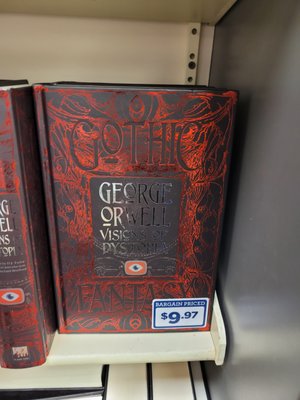 GOTHIC
GEORGE
ORWELL
VISIONS OF
DYSTOPIA
FANTASY
BARGAIN PRICED
$9.97